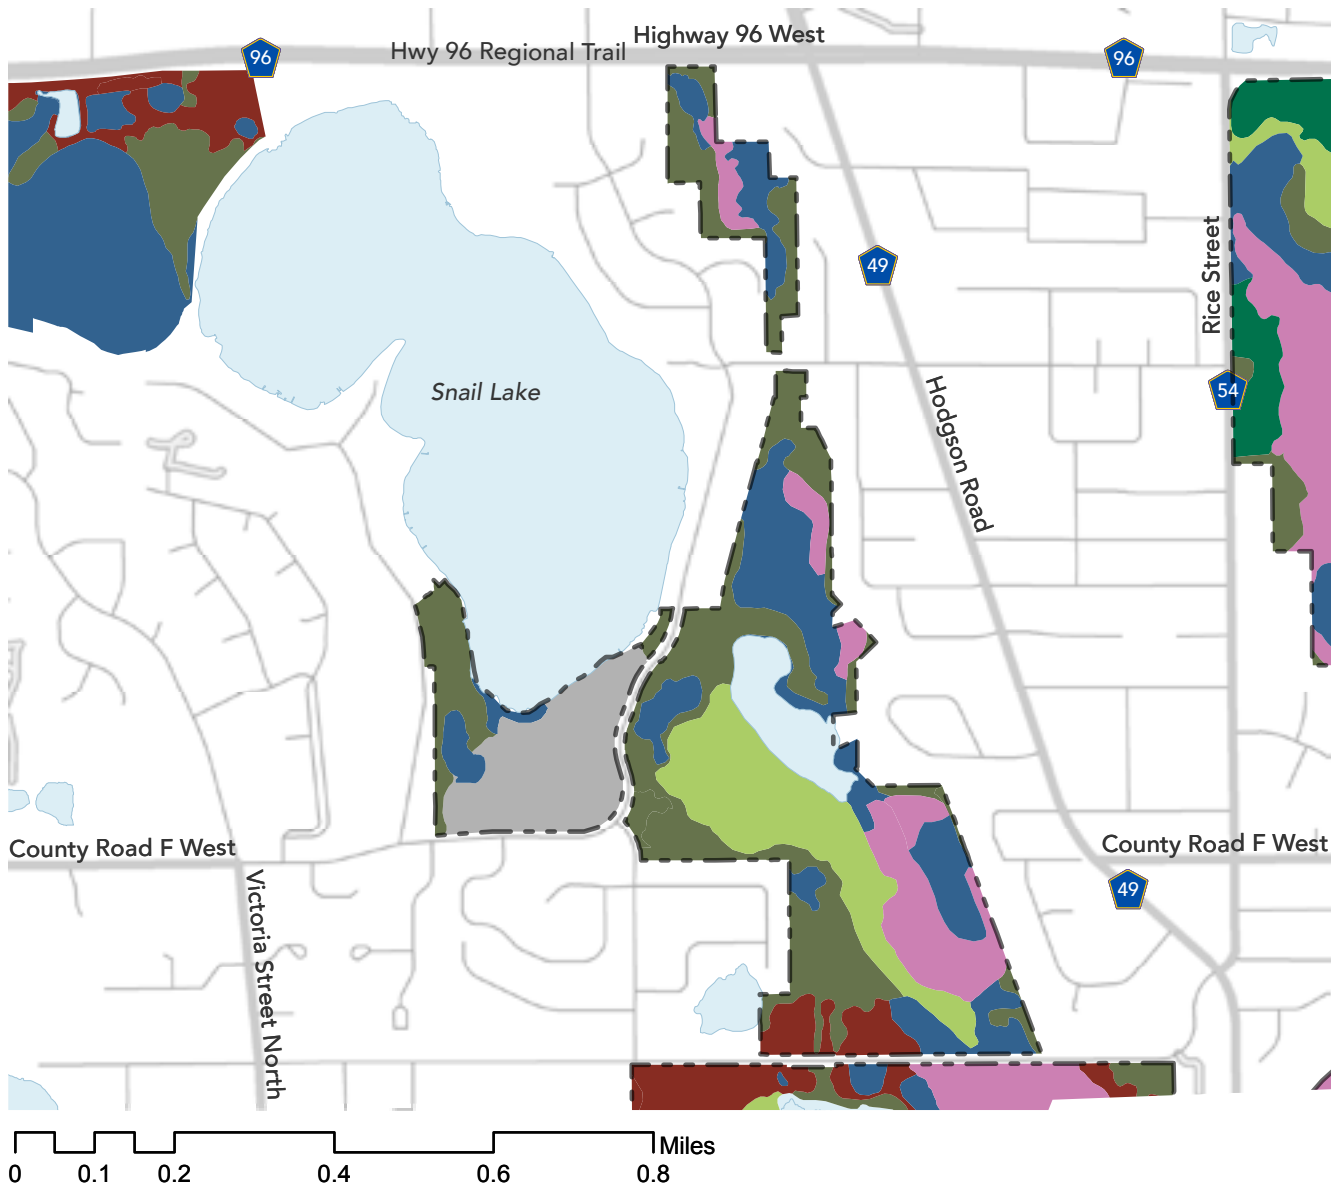 Highway 96 West
Hwy 96 Regional Trail
96
96
Rice Street
49
Snail Lake
54
Hodgson Road
County Road F West
County Road F West
Victoria Street North
49
Miles
0 0.1 0.2 0.4 0.6 0.8